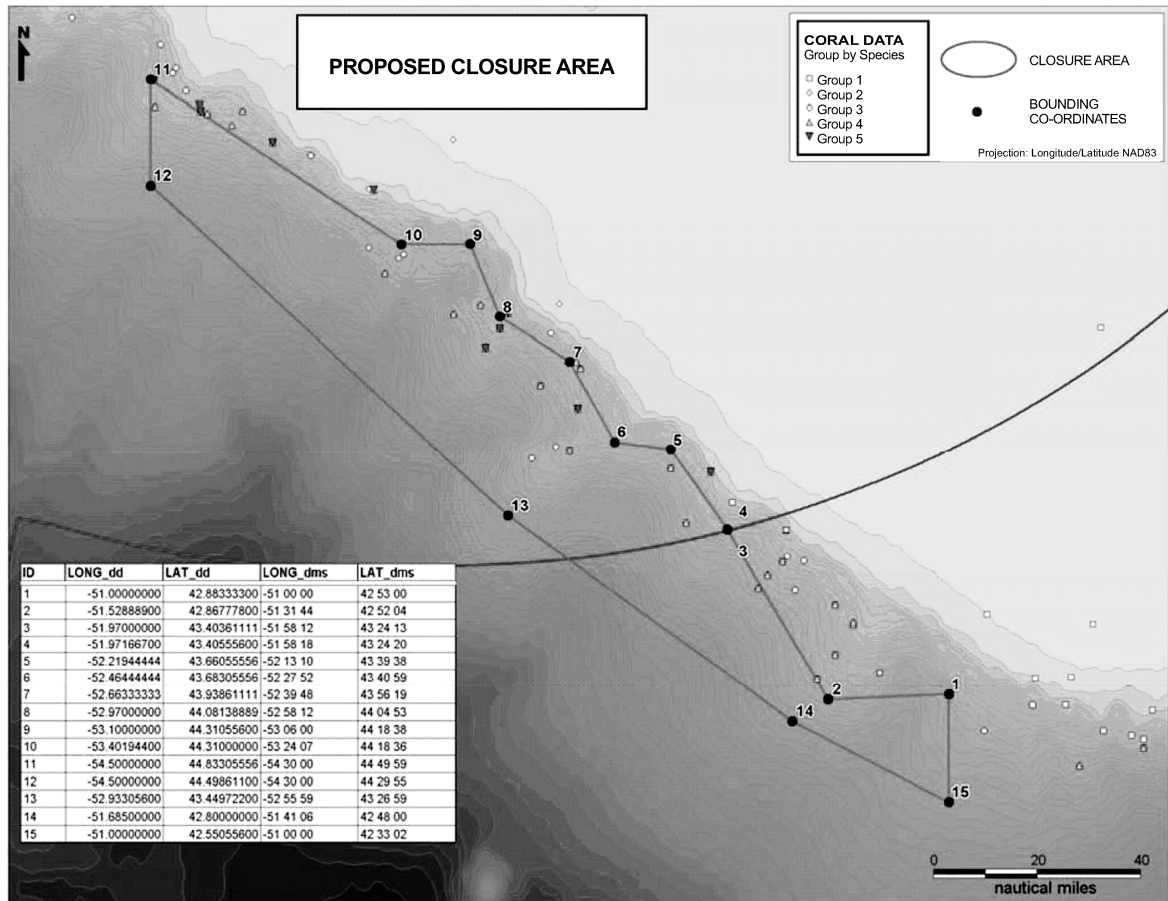 N
PROPOSED CLOSURE AREA
CORAL DATA
Group by Species
Group 1
Group 2
Group 3
Group 4
Group 5
CLOSURE AREA
BOUNDING
CO-ORDINATES
Projection: Longitude/Latitude NAD83
11
12
10
9
8
7
6
5
4
3
13
2
1
14
15
ID LONG_dd LAT_dd LONG_dms LAT_dms
1 -51.00000000 42.88333300 -51 00 00 42 53 00
2 -51.52888900 42.86777800 -51 31 44 42 52 04
3 -51.97000000 43.40361111 -51 58 12 43 24 13
4 -51.97166700 43.40555600 -51 58 18 43 24 20
5 -52.21944444 43.66055556 -52 13 10 43 39 38
6 -52.46444444 43.68305556 -52 27 52 43 40 59
7 -52.66333333 43.93861111 -52 39 48 43 56 19
8 -52.97000000 44.08138889 -52 58 12 44 04 53
9 -53.10000000 44.31055600 -53 06 00 44 18 38
10 -53.40194400 44.31000000 -53 24 07 44 18 36
11 -54.50000000 44.83305556 -54 30 00 44 49 59
12 -54.50000000 44.49861100 -54 30 00 44 29 55
13 -52.93305600 43.44972200 -52 55 59 43 26 59
14 -51.68500000 42.80000000 -51 41 06 42 48 00
15 -51.00000000 42.55055600 -51 00 00 42 33 02
0 20 40
nautical miles